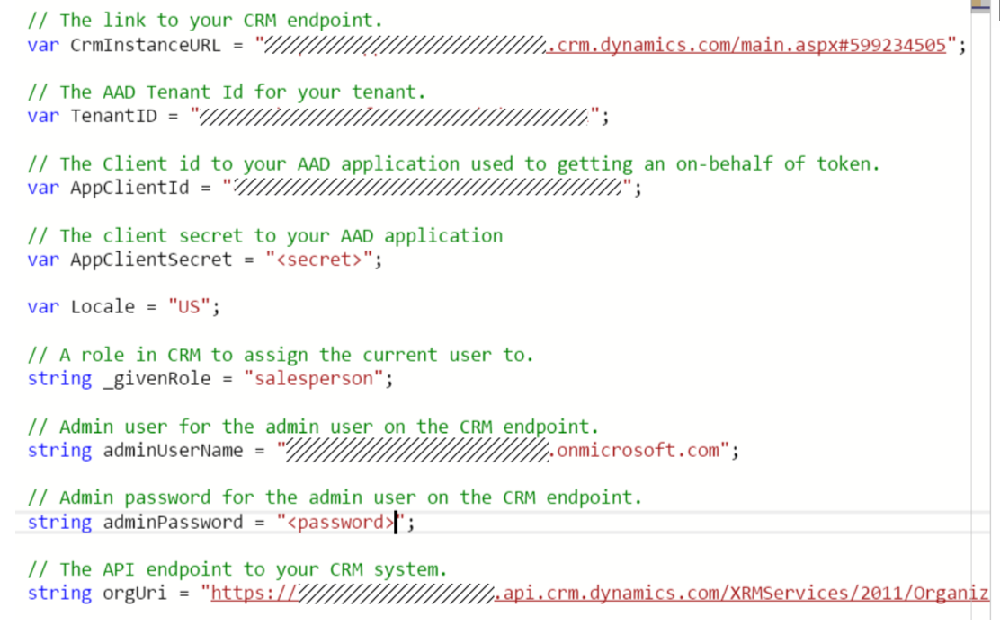 // The link to your CRM endpoint.
var CrmInstanceURL = ".crm.dynamics.com/main.aspx#599234505";
// The AAD Tenant Id for your tenant.
var TenantID = "";
// The Client id to your AAD application used to getting an on-behalf of token.
var AppClientId = "";
// The client secret to your AAD application
var AppClientSecret = "<secret>";
var Locale = "US";
// A role in CRM to assign the current user to.
string _givenRole = "salesperson";
// Admin user for the admin user on the CRM endpoint.
string adminUserName = ".onmicrosoft.com";
// Admin password for the admin user on the CRM endpoint.
string adminPassword = "<password>";
// The API endpoint to your CRM system.
string orgUri = "https://.api.crm.dynamics.com/XRMServices/2011/Organiz